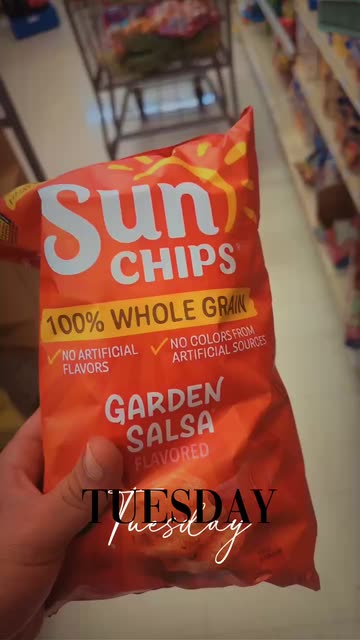 Sun
CHIPS
100% WHOLE GRAIN
✓NO ARTIFICIAL
FLAVORS
✓NO COLORS FROM
ARTIFICIAL SOURCES
GARDEN
SALSA
FLAVORED
TUESDAY
Tuesday